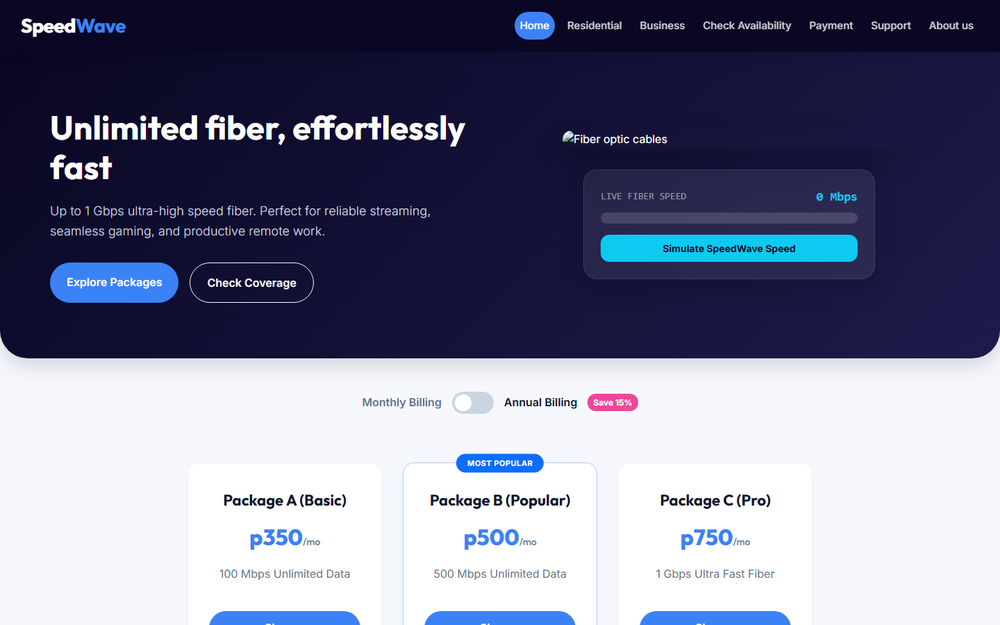 SpeedWave
Home Residential Business Check Availability Payment Support About us
Unlimited fiber, effortlessly
fast
Up to 1 Gbps ultra-high speed fiber. Perfect for reliable streaming,
seamless gaming, and productive remote work.
Explore Packages Check Coverage
Fiber optic cables
LIVE FIBER SPEED 0 Mbps
Simulate SpeedWave Speed
Monthly Billing Annual Billing Save 15%
Package A (Basic)
p350/mo
100 Mbps Unlimited Data
MOST POPULAR
Package B (Popular)
p500/mo
500 Mbps Unlimited Data
Package C (Pro)
p750/mo
1 Gbps Ultra Fast Fiber